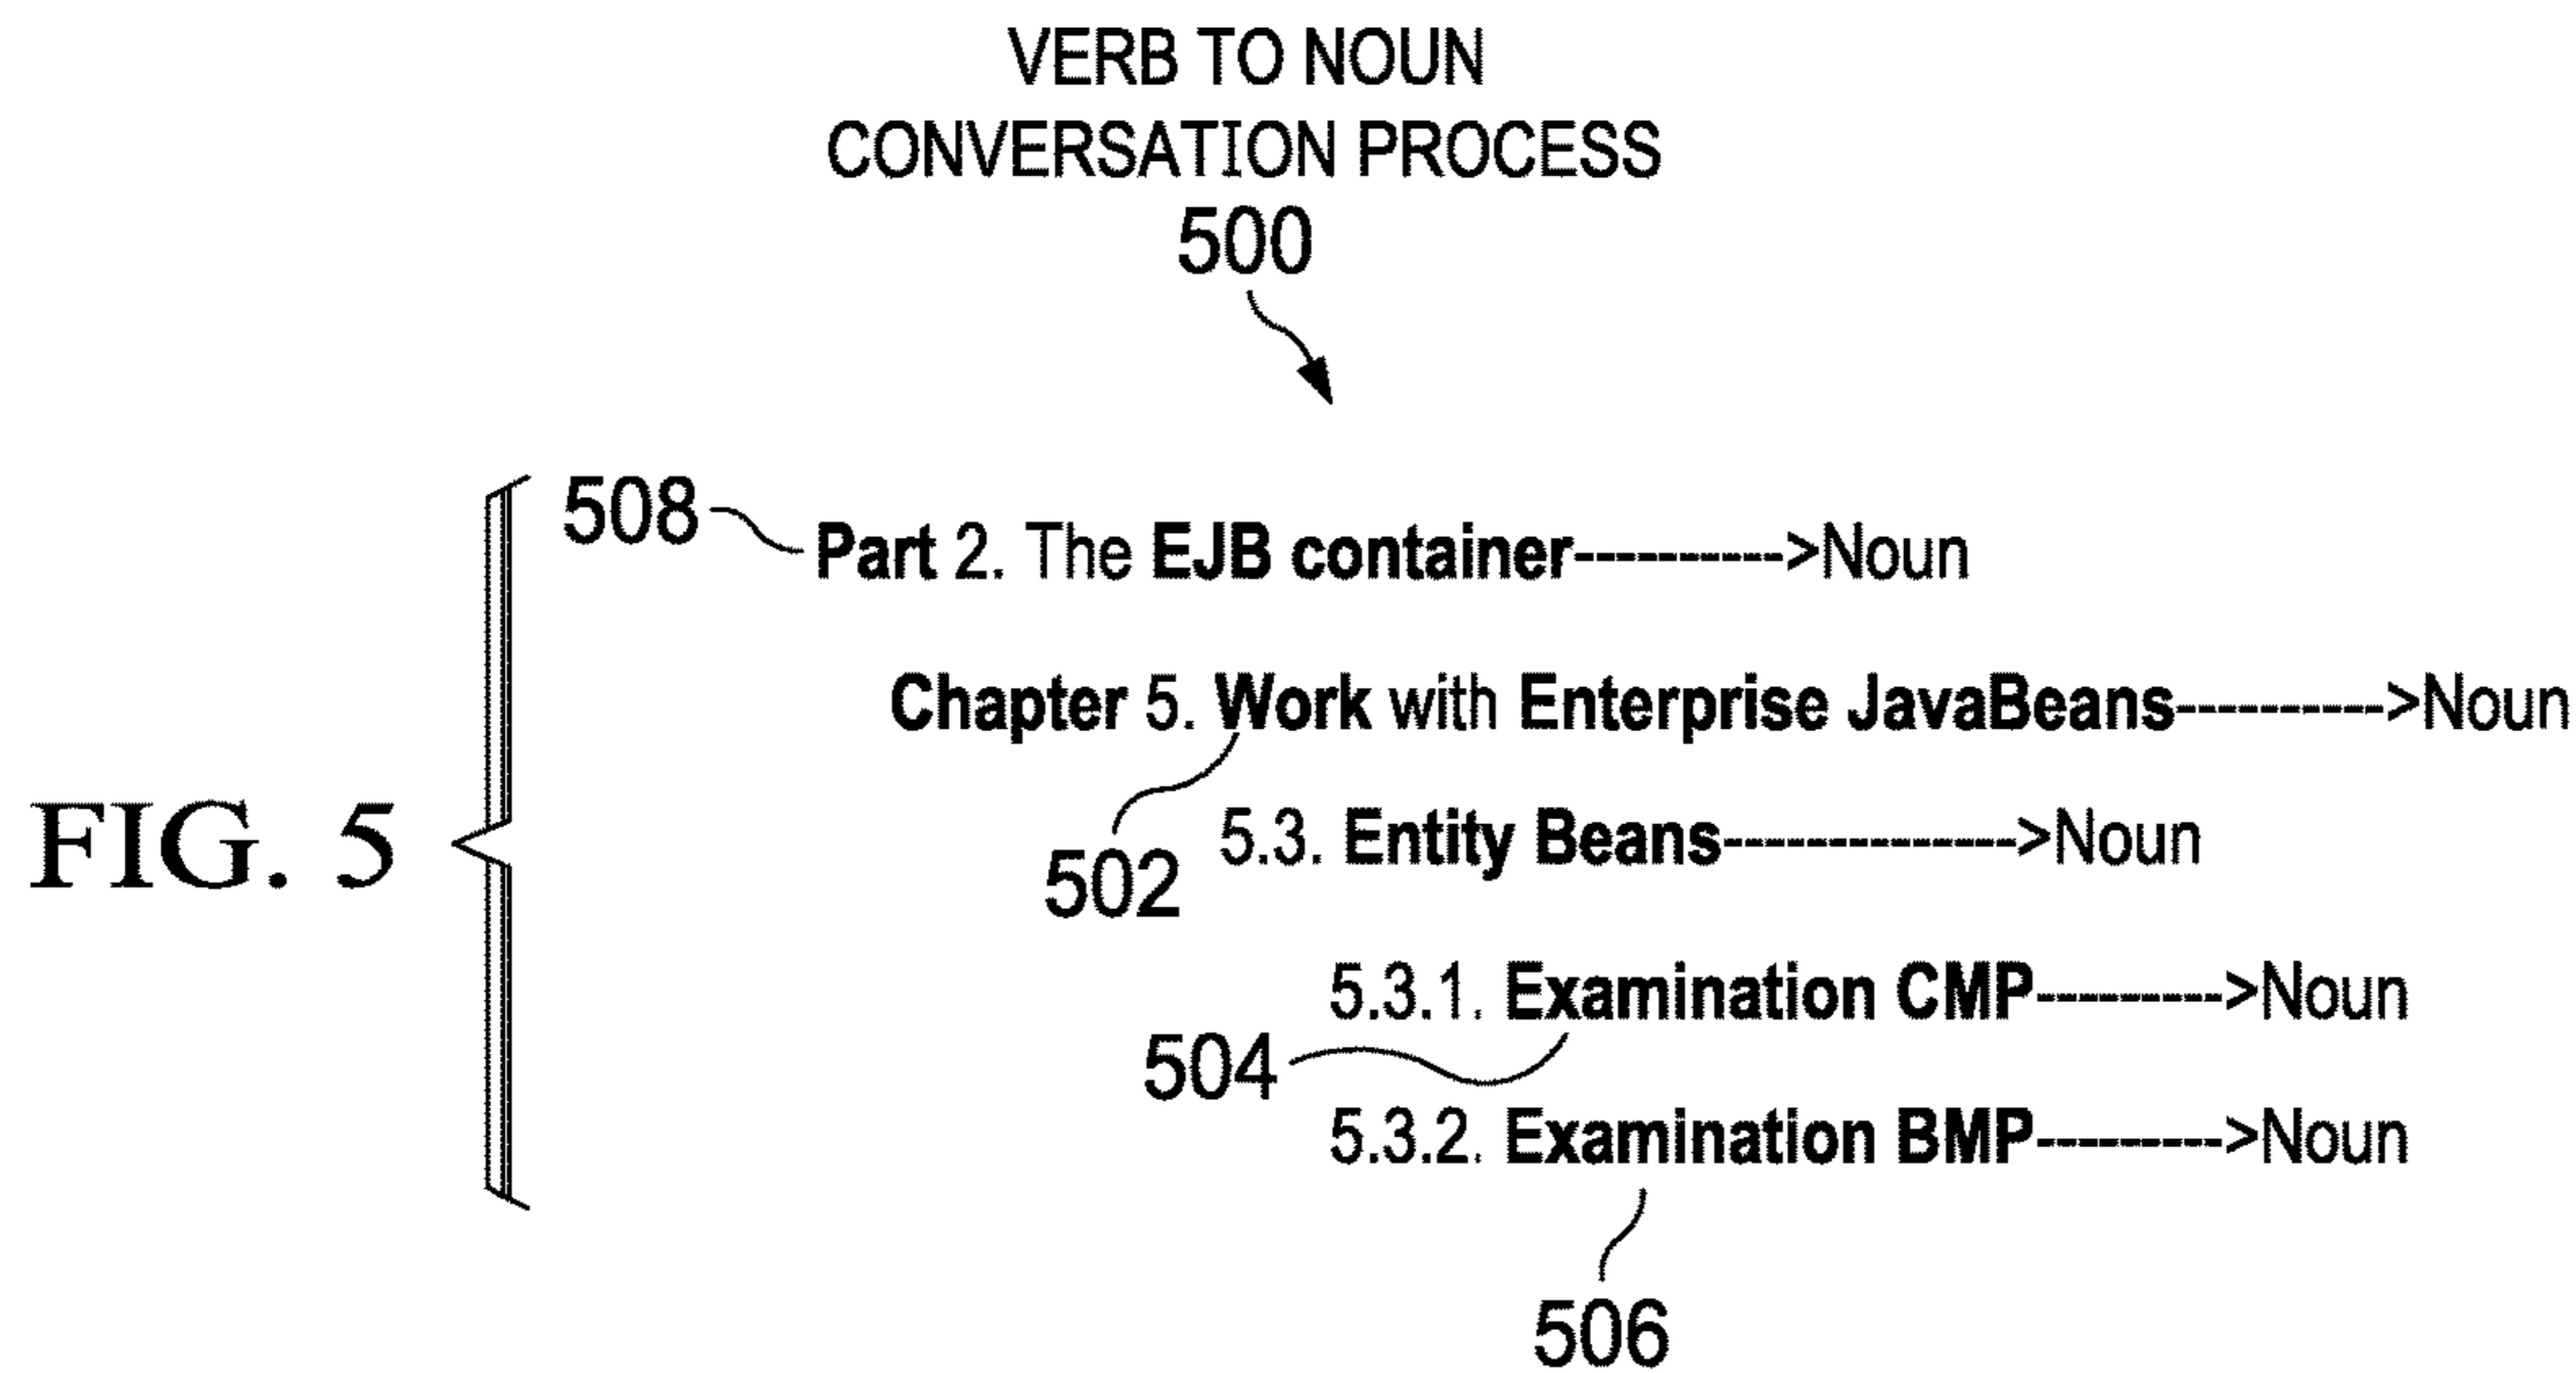 VERB TO NOUN
CONVERSATION PROCESS
500
508
Part 2. The EJB container---------->Noun
Chapter 5. Work with Enterprise JavaBeans---------->Noun
502
FIG. 5
5.3. Entity Beans-------------->Noun
5.3.1. Examination CMP--------->Noun
504
5.3.2. Examination BMP--------->Noun
506